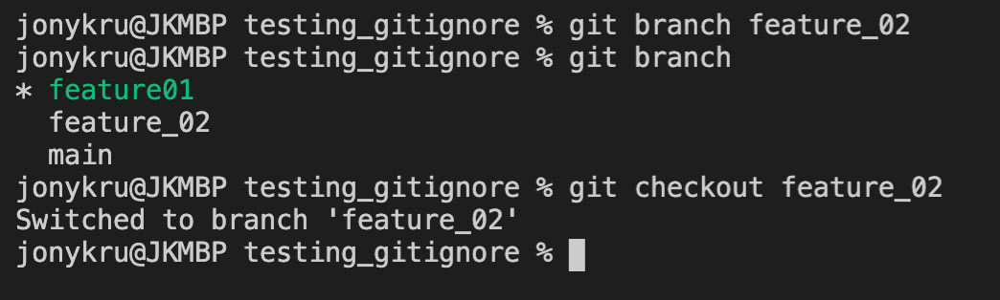 jonykru@JKMBP testing_gitignore % git branch feature_02
jonykru@JKMBP testing_gitignore % git branch
* feature01
  feature_02
  main
jonykru@JKMBP testing_gitignore % git checkout feature_02
Switched to branch 'feature_02'
jonykru@JKMBP testing_gitignore %